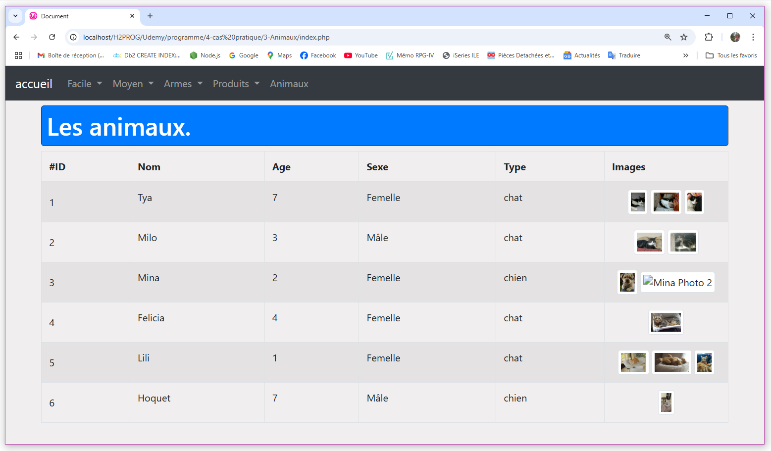 Document
localhost/H2PROG/Udemy/programme/4-cas%20pratique/3-Animaux/index.php
Boîte de réception (... Db2 CREATE INDEX:... Node.js Google Maps Facebook YouTube Mémo RPG-IV iSeries ILE Pièces Detachées et... Actualités Traduire » Tous les favoris
accueil Facile Moyen Armes Produits Animaux
Les animaux.
#ID Nom Age Sexe Type Images
1 Tya 7 Femelle chat
2 Milo 3 Mâle chat
3 Mina 2 Femelle chien Mina Photo 2
4 Felicia 4 Femelle chat
5 Lili 1 Femelle chat
6 Hoquet 7 Mâle chien